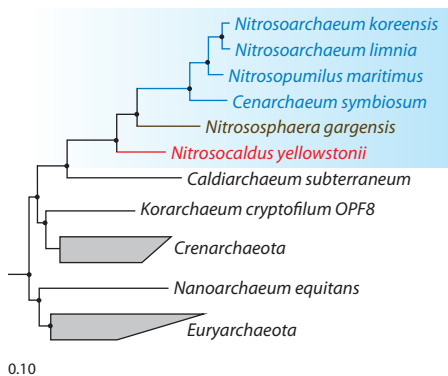 Nitrosoarchaeum koreensis
Nitrosoarchaeum limnia
Nitrosopumilus maritimus
Cenarchaeum symbiosum
Nitrososphaera gargensis
Nitrosocaldus yellowstonii
Caldiarchaeum subterraneum
Korarchaeum cryptofilum OPF8
Crenarchaeota
Nanoarchaeum equitans
Euryarchaeota
0.10